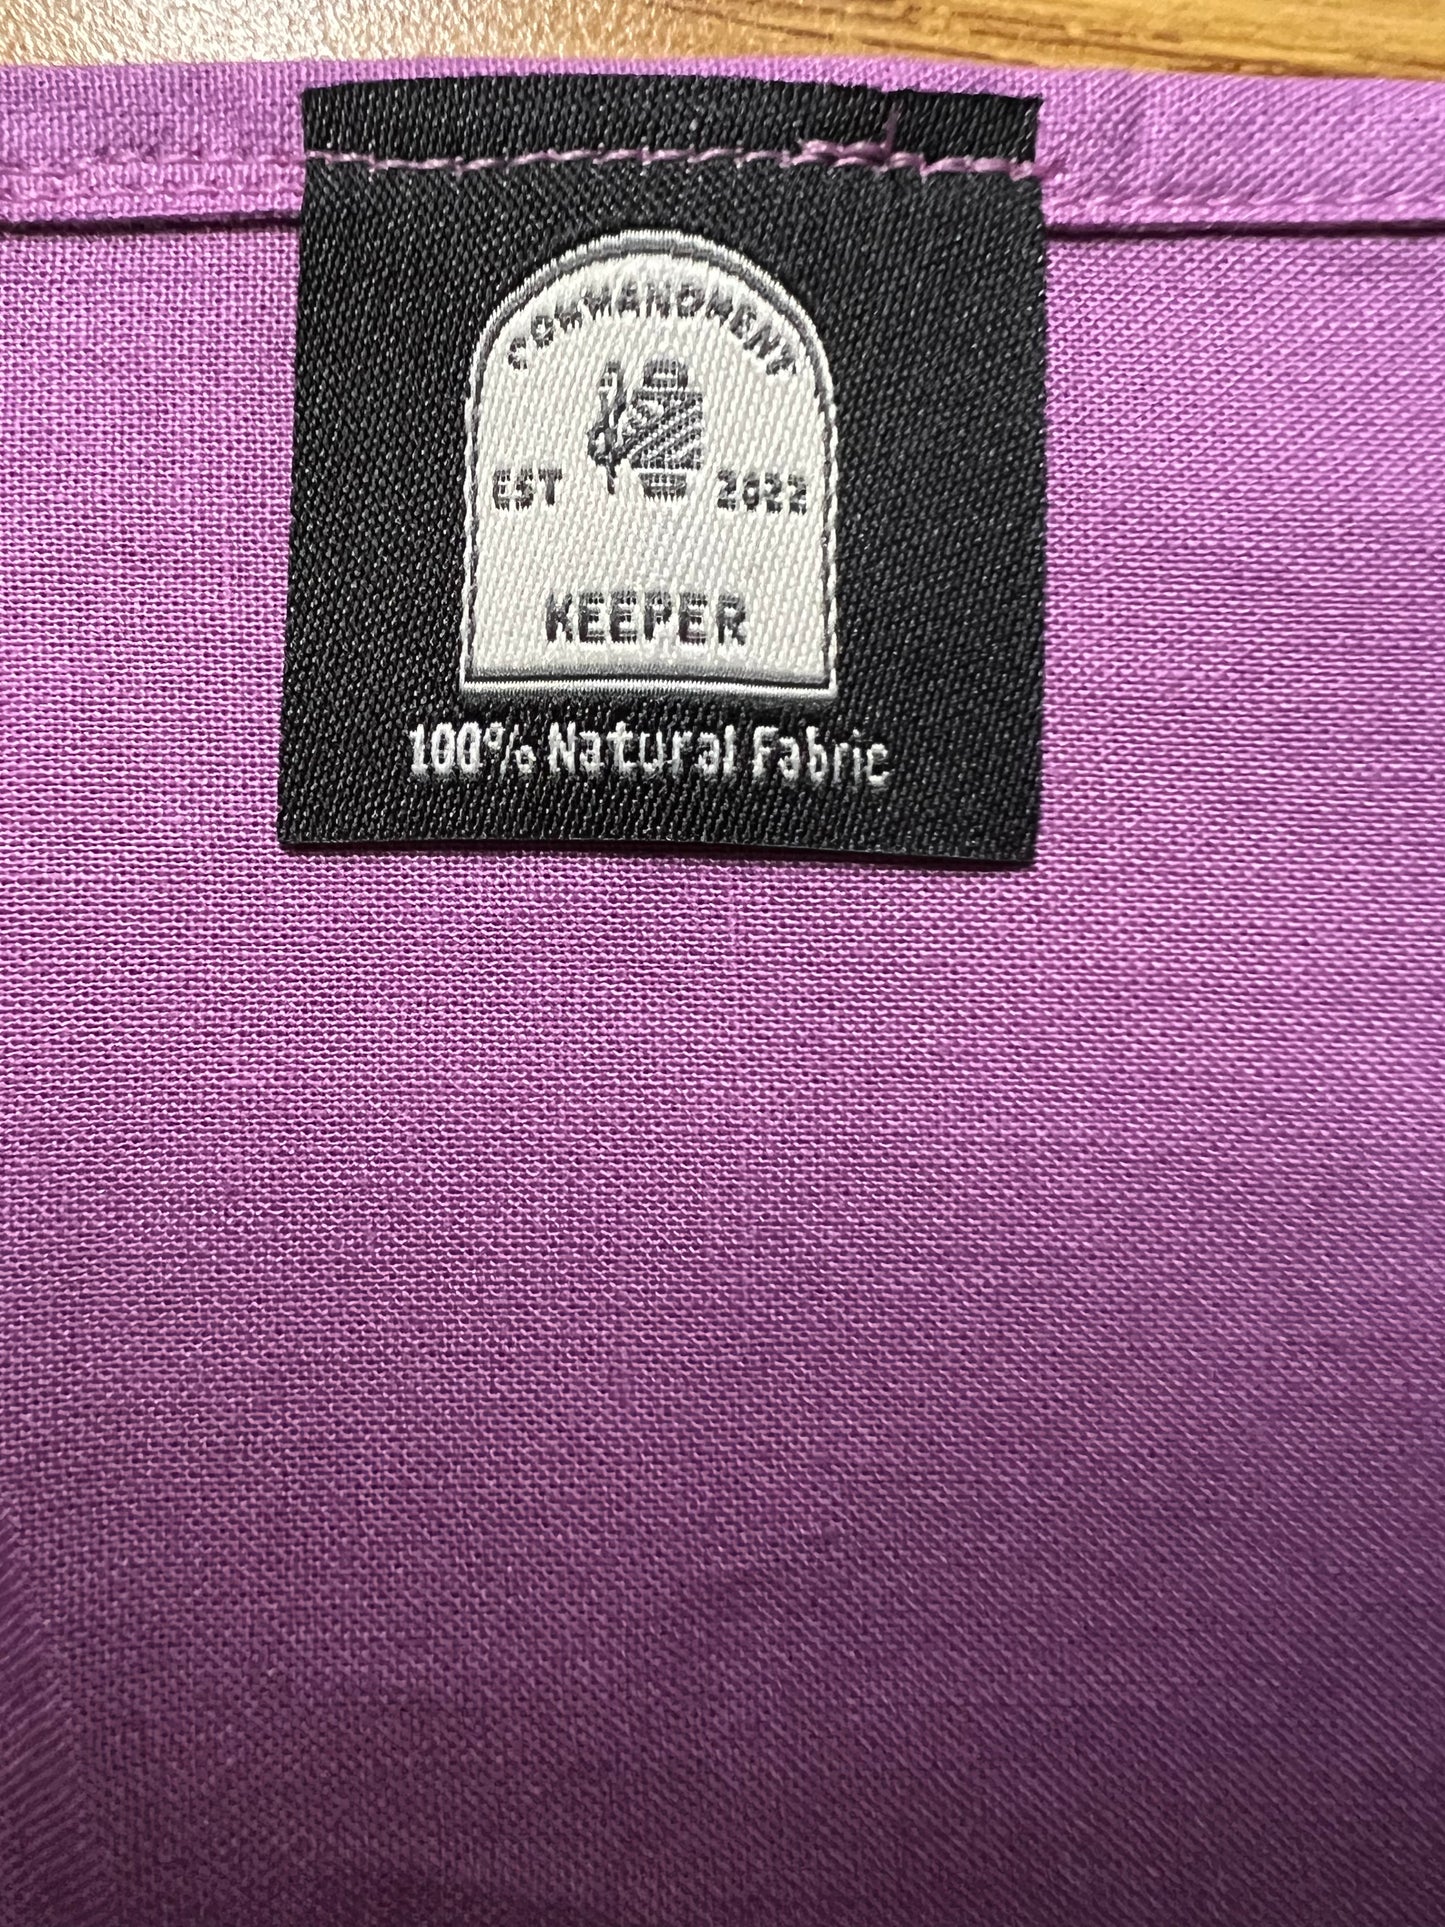 COMMANDMENT
EST 2022
KEEPER
100% Natural Fabric